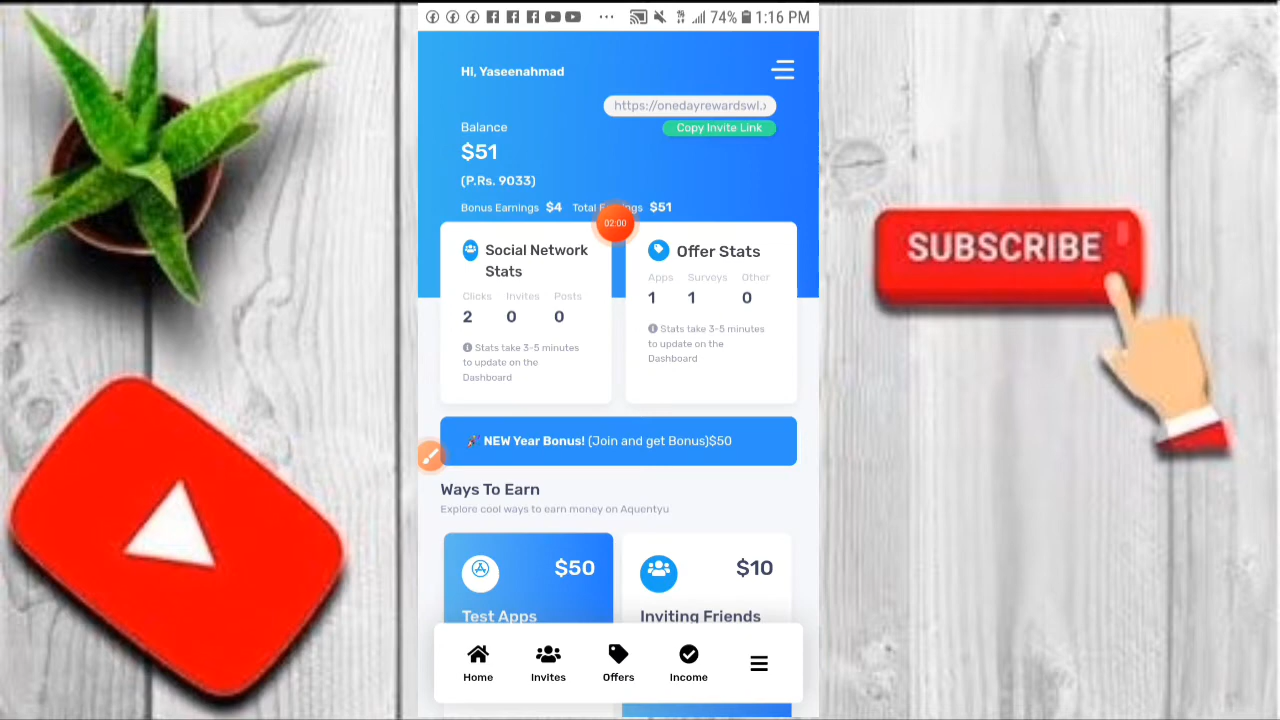 74% 1:16 PM
Hi, Yaseenahmad
https://onedayrewardswl.
Copy Invite Link
Balance
$51
(P.Rs. 9033)
Bonus Earnings $4 Total $51
02:00
Social Network
Stats
Clicks Invites Posts
2 0 0
Stats take 3-5 minutes
to update on the
Dashboard
Offer Stats
Apps Surveys Other
1 1 0
Stats take 3-5 minutes
to update on the
Dashboard
NEW Year Bonus! (Join and get Bonus)$50
Ways To Earn
Explore cool ways to earn money on Aquentyu
$50
Test Apps
$10
Inviting Friends
Home Invites Offers Income
SUBSCRIBE